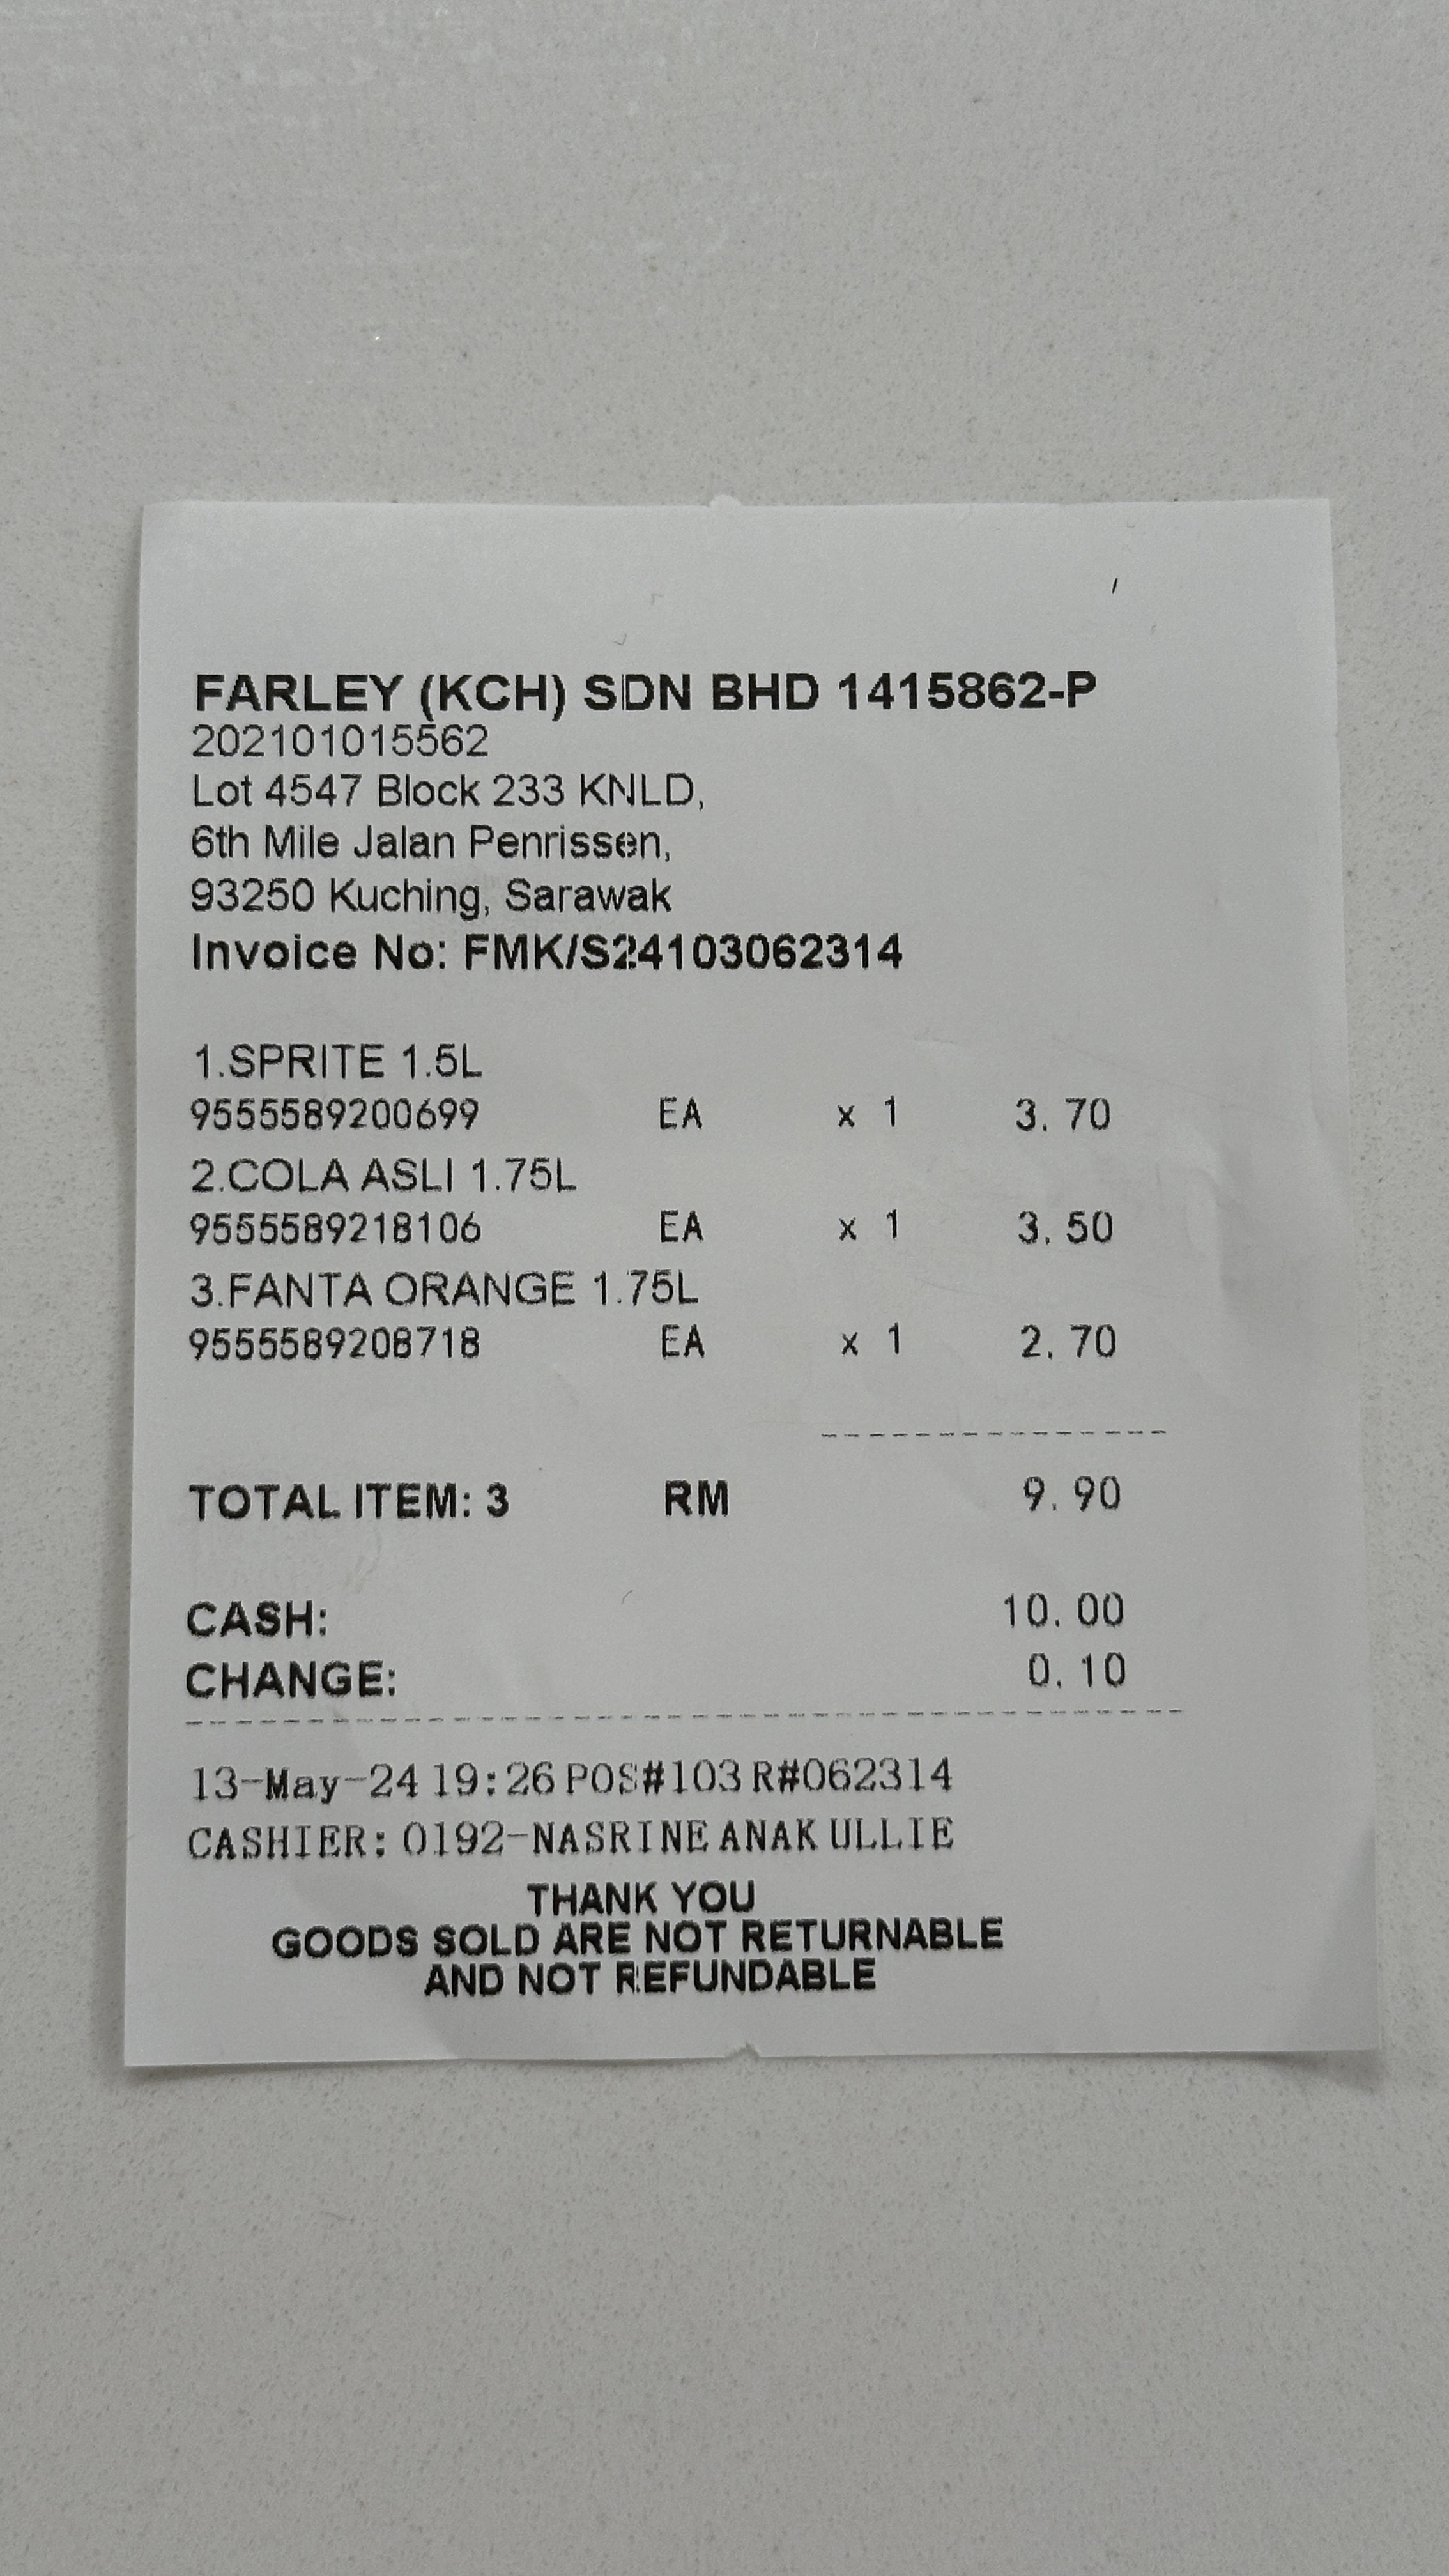 FARLEY (KCH) SDN BHD 1415862-P
202101015562
Lot 4547 Block 233 KNLD,
6th Mile Jalan Penrissen,
93250 Kuching, Sarawak
Invoice No: FMK/S24103062314
1.SPRITE 1.5L
9555589200699 EA x 1 3.70
2.COLA ASLI 1.75L
9555589218106 EA x 1 3.50
3.FANTA ORANGE 1.75L
9555589208718 EA x 1 2.70
TOTAL ITEM: 3 RM 9.90
CASH: 10.00
CHANGE: 0.10
13-May-24 19:26 POS#103 R#062314
CASHIER: 0192-NASRINE ANAK ULLIE
THANK YOU
GOODS SOLD ARE NOT RETURNABLE
AND NOT REFUNDABLE